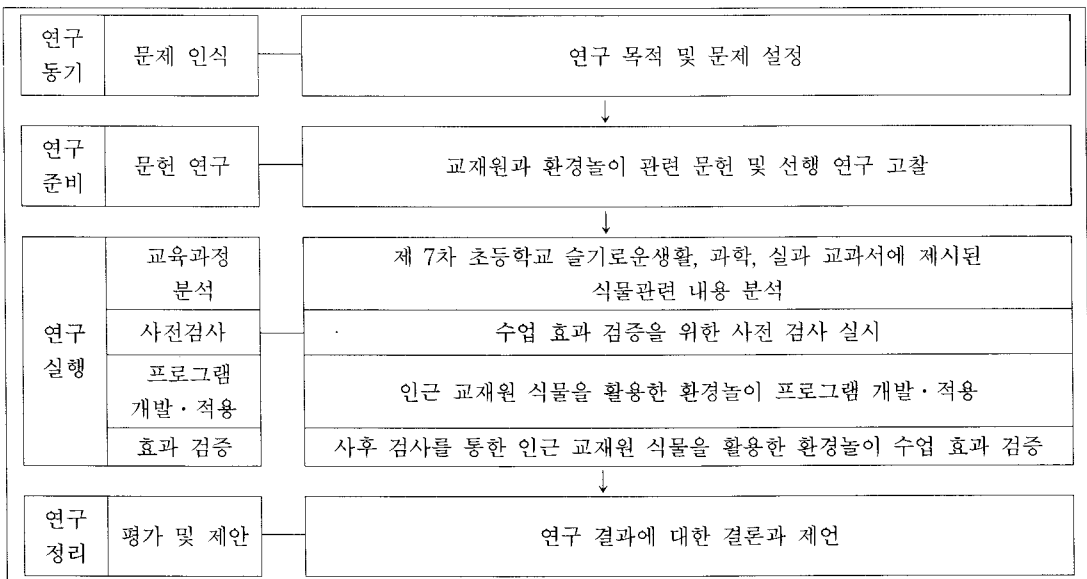 연구
동기
문제 인식
연구 목적 및 문제 설정
↓
연구
준비
문헌 연구
교재원과 환경놀이 관련 문헌 및 선행 연구 고찰
↓
연구
실행
교육과정
분석
제 7차 초등학교 슬기로운생활, 과학, 실과 교과서에 제시된
식물관련 내용 분석
사전검사
수업 효과 검증을 위한 사전 검사 실시
프로그램
개발・적용
인근 교재원 식물을 활용한 환경놀이 프로그램 개발・적용
효과 검증
사후 검사를 통한 인근 교재원 식물을 활용한 환경놀이 수업 효과 검증
↓
연구
정리
평가 및 제안
연구 결과에 대한 결론과 제언